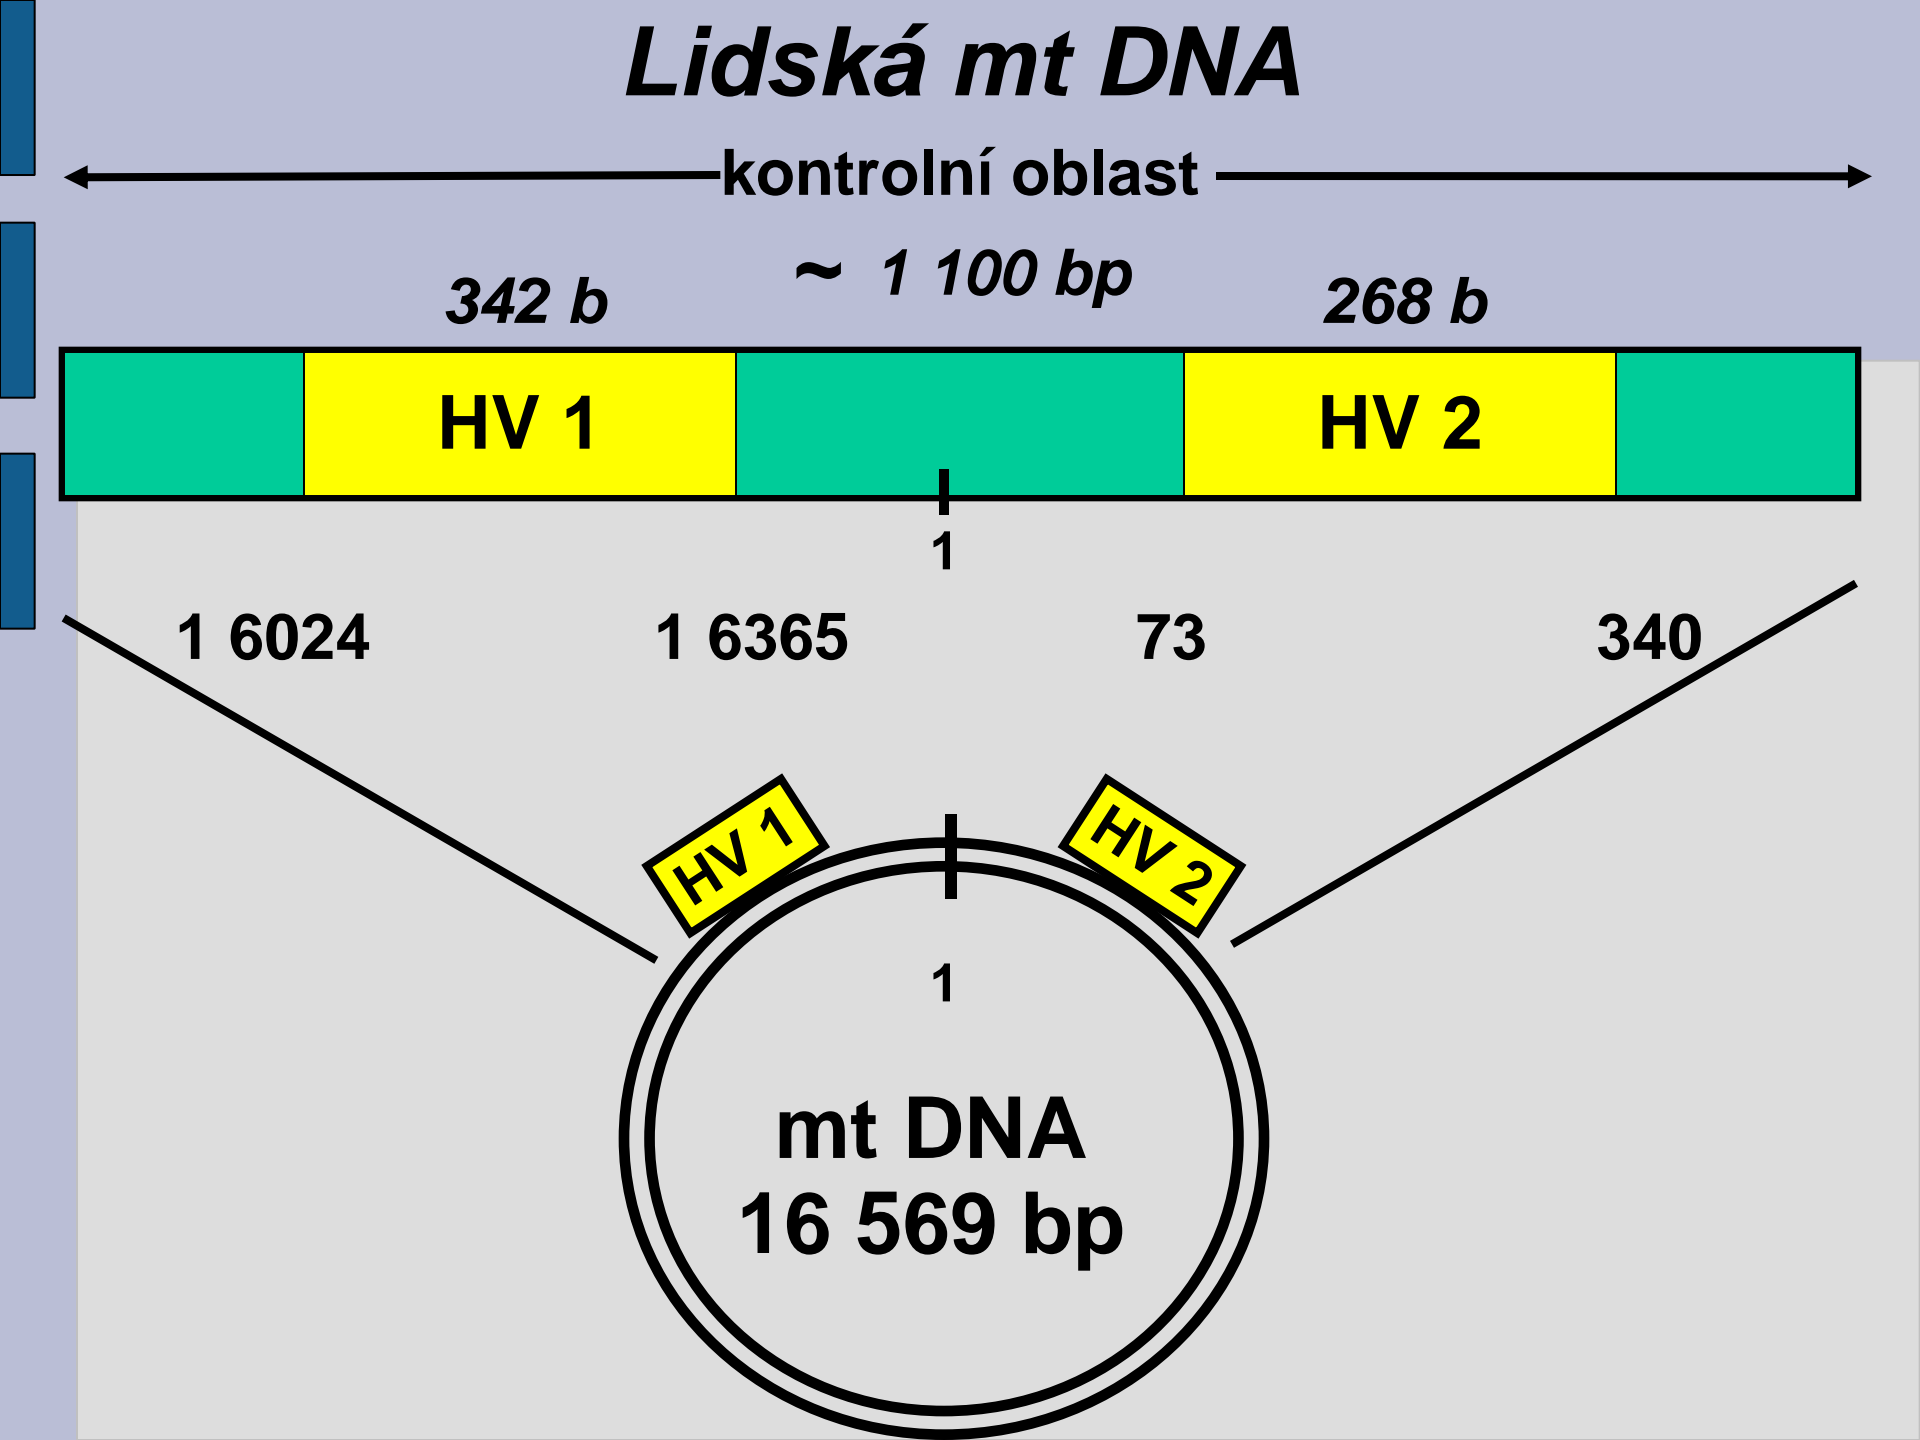 Lidská mt DNA
kontrolní oblast
~ 1 100 bp
342 b
268 b
HV 1
HV 2
1
1 6024
1 6365
73
340
HV 1
HV 2
1
mt DNA
16 569 bp